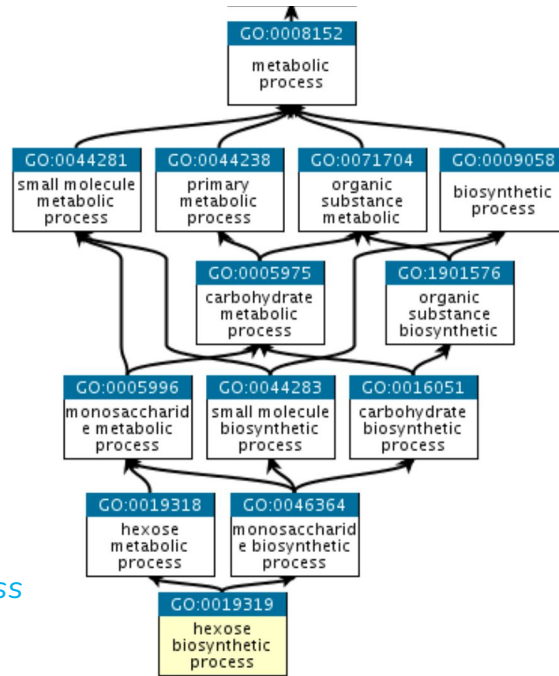 GO:0008152
metabolic
process
GO:0044281
small molecule
metabolic
process
GO:0044238
primary
metabolic
process
GO:0071704
organic
substance
metabolic
GO:0009058
biosynthetic
process
GO:0005975
carbohydrate
metabolic
process
GO:1901576
organic
substance
biosynthetic
GO:0005996
monosaccharid
e metabolic
process
GO:0044283
small molecule
biosynthetic
process
GO:0016051
carbohydrate
biosynthetic
process
GO:0019318
hexose
metabolic
process
GO:0046364
monosaccharid
e biosynthetic
process
ss
GO:0019319
hexose
biosynthetic
process